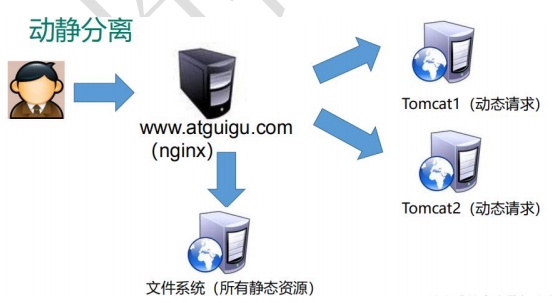 动静分离
www.atguigu.com
（nginx）
Tomcat1（动态请求）
Tomcat2（动态请求）
文件系统（所有静态资源）